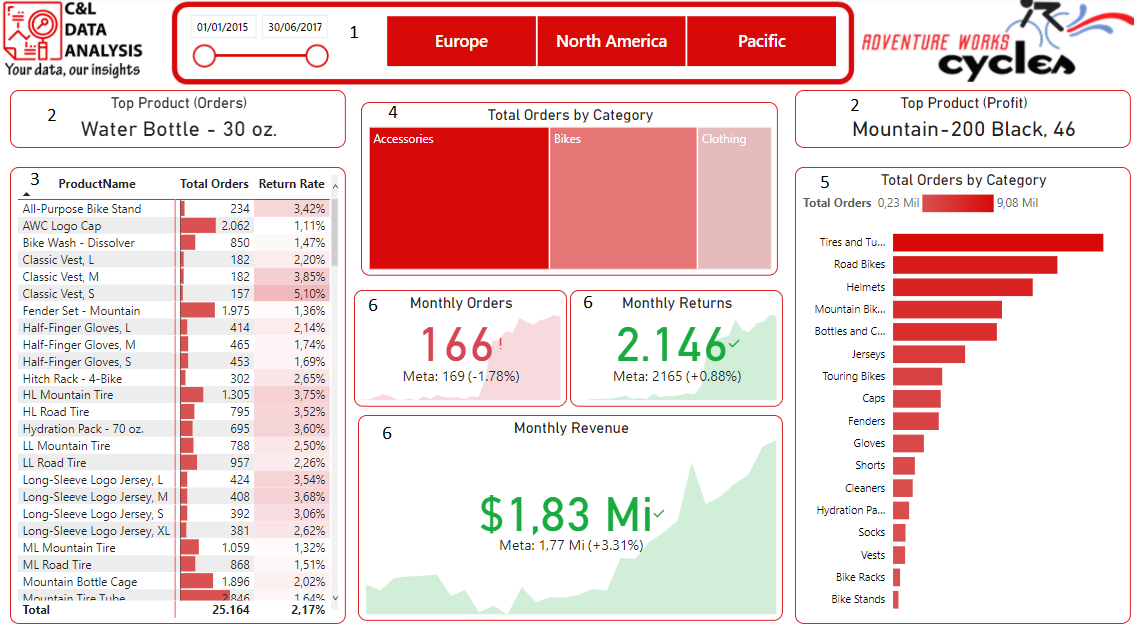 C&L
DATA
ANALYSIS
Your data, our insights
01/01/2015 30/06/2017
1
Europe North America Pacific
ADVENTURE WORKS
cycles
2
Top Product (Orders)
Water Bottle - 30 oz.
2
Top Product (Profit)
Mountain-200 Black, 46
3
ProductName Total Orders Return Rate
All-Purpose Bike Stand 234 3,42%
AWC Logo Cap 2.062 1,11%
Bike Wash - Dissolver 850 1,47%
Classic Vest, L 182 2,20%
Classic Vest, M 182 3,85%
Classic Vest, S 157 5,10%
Fender Set - Mountain 1.975 1,36%
Half-Finger Gloves, L 414 2,14%
Half-Finger Gloves, M 465 1,74%
Half-Finger Gloves, S 453 1,69%
Hitch Rack - 4-Bike 302 2,65%
HL Mountain Tire 1.305 3,75%
HL Road Tire 795 3,52%
Hydration Pack - 70 oz. 695 3,60%
LL Mountain Tire 788 2,50%
LL Road Tire 957 2,26%
Long-Sleeve Logo Jersey, L 424 3,54%
Long-Sleeve Logo Jersey, M 408 3,68%
Long-Sleeve Logo Jersey, S 392 3,06%
Long-Sleeve Logo Jersey, XL 381 2,62%
ML Mountain Tire 1.059 1,32%
ML Road Tire 868 1,51%
Mountain Bottle Cage 1.896 2,02%
Mountain Tire Tube 2.846 1,64%
Total 25.164 2,17%
4
Total Orders by Category
Accessories Bikes Clothing
6
Monthly Orders
166!
Meta: 169 (-1.78%)
6
Monthly Returns
2.146
Meta: 2165 (+0.88%)
6
Monthly Revenue
$1,83 Mi
Meta: 1,77 Mi (+3.31%)
5
Total Orders by Category
Total Orders 0,23 Mil 9,08 Mil
Tires and Tu...
Road Bikes
Helmets
Mountain Bik...
Bottles and C...
Jerseys
Touring Bikes
Caps
Fenders
Gloves
Shorts
Cleaners
Hydration Pa...
Socks
Vests
Bike Racks
Bike Stands